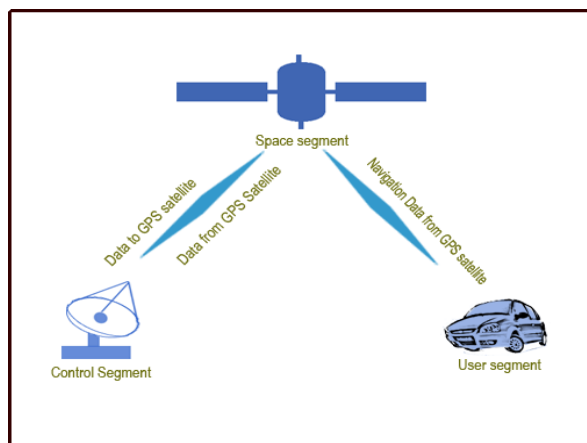 Space segment
Data to GPS satellite
Data from GPS Satellite
Navigation Data from GPS satellite
Control Segment
User segment